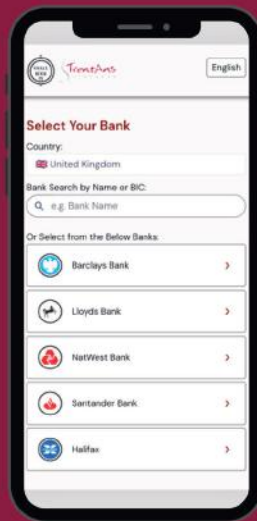 TrentAns
English
Select Your Bank
Country:
United Kingdom
Bank Search by Name or BIC:
e.g. Bank Name
Or Select from the Below Banks:
Barclays Bank
Lloyds Bank
NatWest Bank
Santander Bank
Halifax